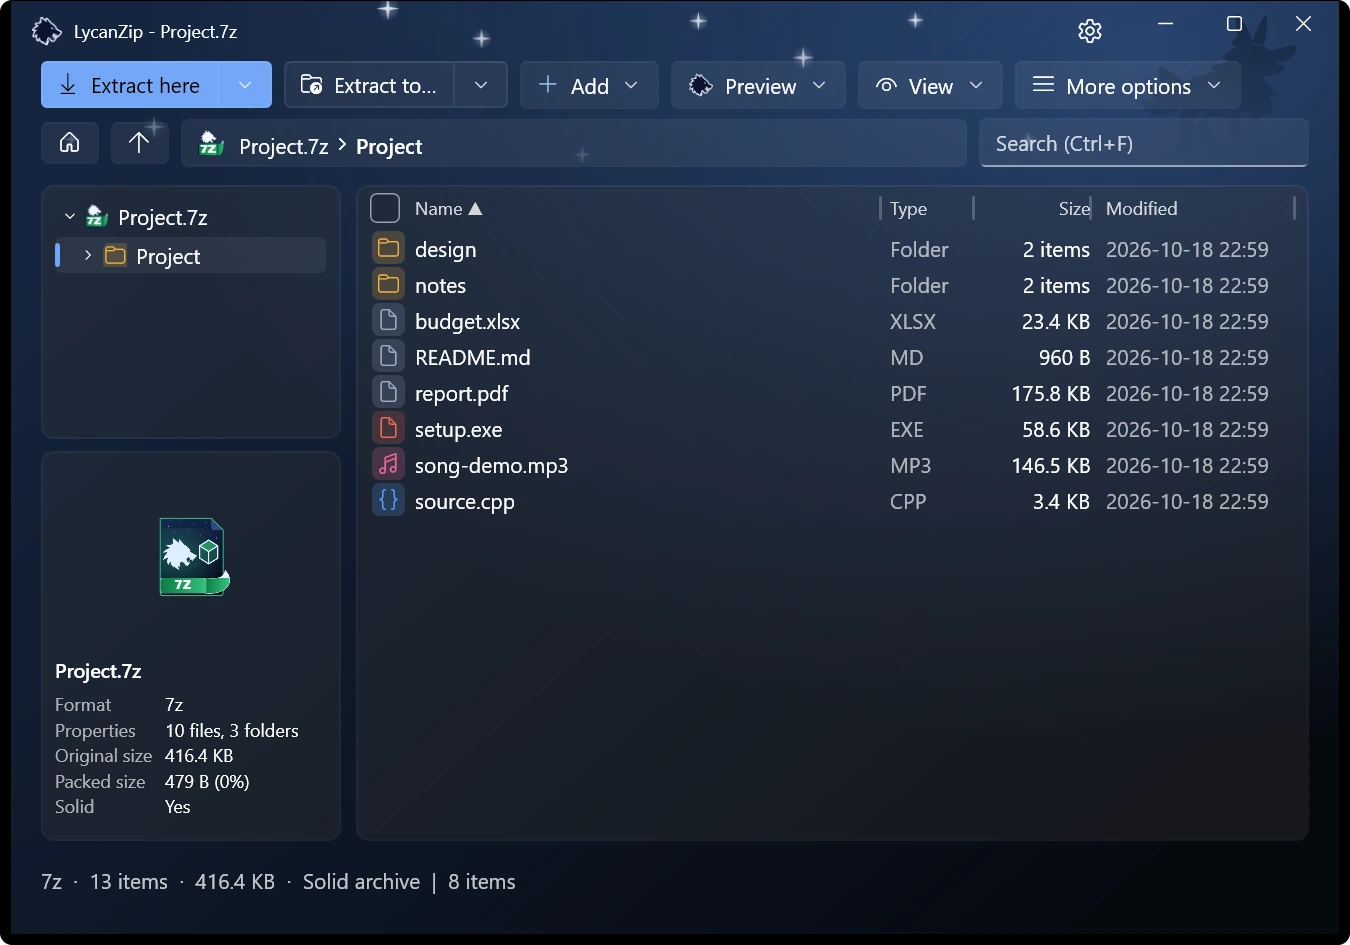 LycanZip - Project.7z
Extract here
Extract to...
Add
Preview
View
More options
Project.7z > Project
Search (Ctrl+F)
Project.7z
Project
Name Type Size Modified
design Folder 2 items 2026-10-18 22:59
notes Folder 2 items 2026-10-18 22:59
budget.xlsx XLSX 23.4 KB 2026-10-18 22:59
README.md MD 960 B 2026-10-18 22:59
report.pdf PDF 175.8 KB 2026-10-18 22:59
setup.exe EXE 58.6 KB 2026-10-18 22:59
song-demo.mp3 MP3 146.5 KB 2026-10-18 22:59
source.cpp CPP 3.4 KB 2026-10-18 22:59
7Z
Project.7z
Format 7z
Properties 10 files, 3 folders
Original size 416.4 KB
Packed size 479 B (0%)
Solid Yes
7z · 13 items · 416.4 KB · Solid archive | 8 items